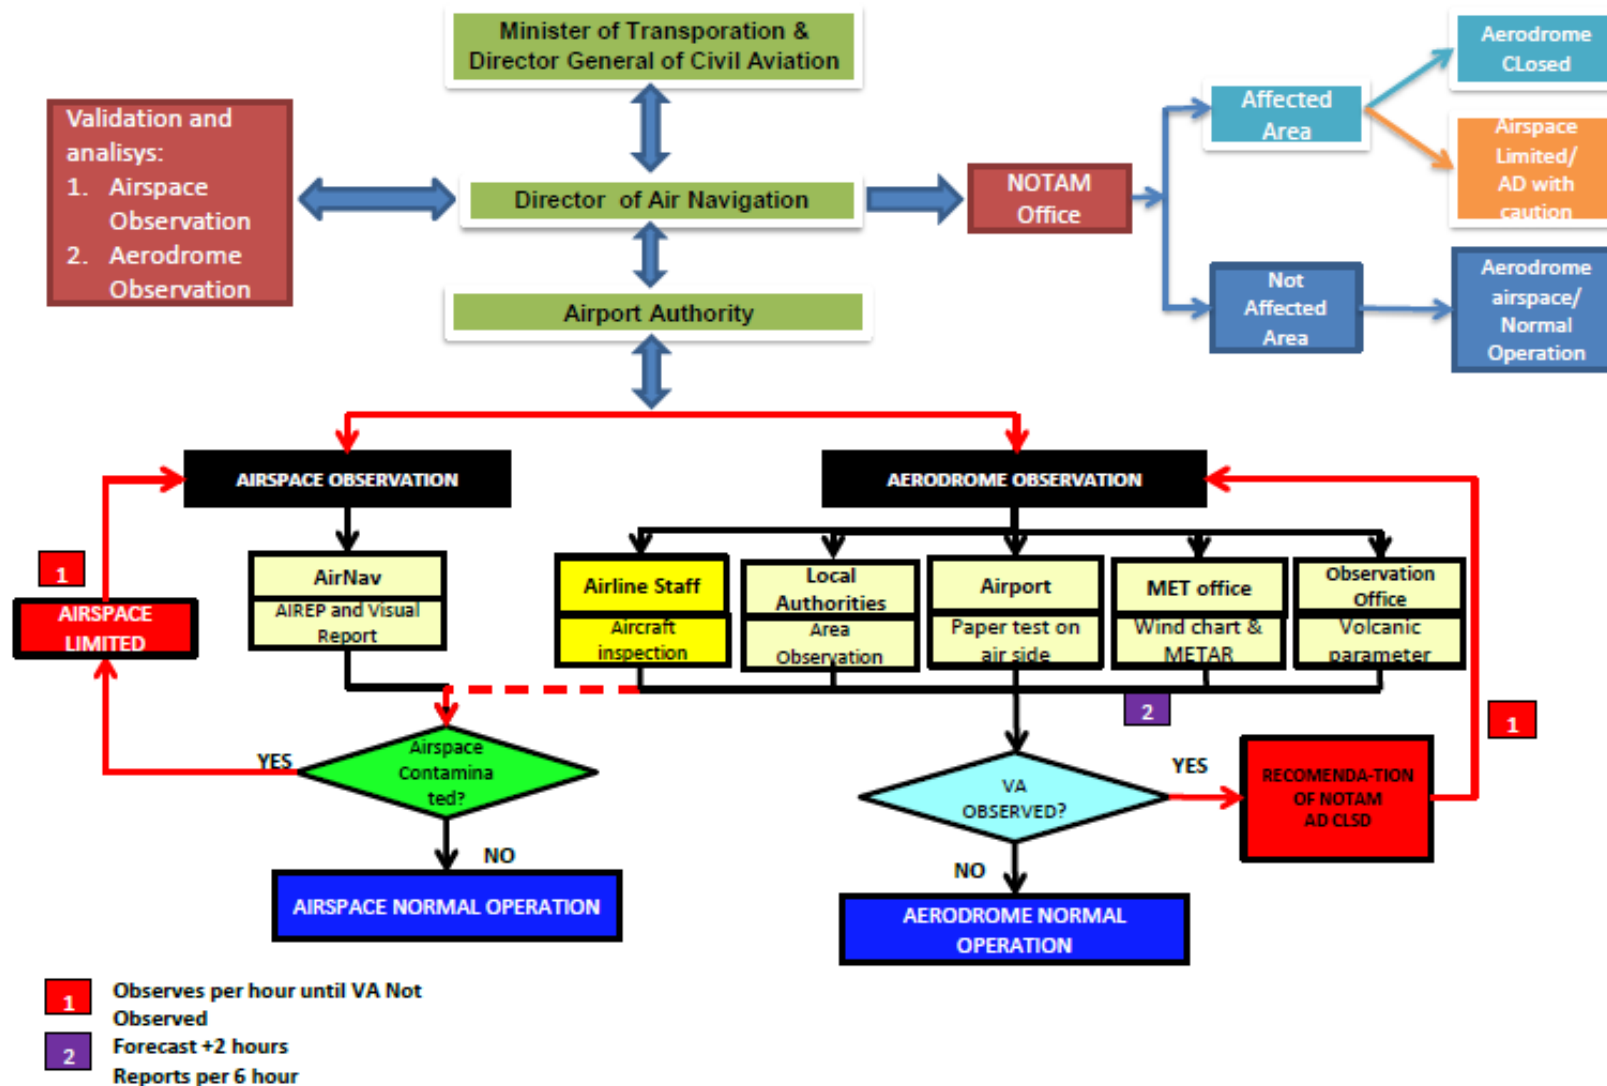 Minister of Transporation &
Director General of Civil Aviation
Aerodrome
CLosed
Affected
Area
Airspace
Limited/
AD with
caution
Validation and
analisys:
1. Airspace
Observation
2. Aerodrome
Observation
Director of Air Navigation
NOTAM
Office
Airport Authority
Not
Affected
Area
Aerodrome
airspace/
Normal
Operation
AIRSPACE OBSERVATION
AERODROME OBSERVATION
1
AIRSPACE
LIMITED
AirNav
AIREP and Visual
Report
Airline Staff
Aircraft
inspection
Local
Authorities
Area
Observation
Airport
Paper test on
air side
MET office
Wind chart &
METAR
Observation
Office
Volcanic
parameter
2
1
YES
Airspace
Contamina
ted?
NO
AIRSPACE NORMAL OPERATION
VA
OBSERVED?
YES
RECOMENDA-TION
OF NOTAM
AD CLSD
NO
AERODROME NORMAL
OPERATION
1 Observes per hour until VA Not
Observed
2 Forecast +2 hours
Reports per 6 hour